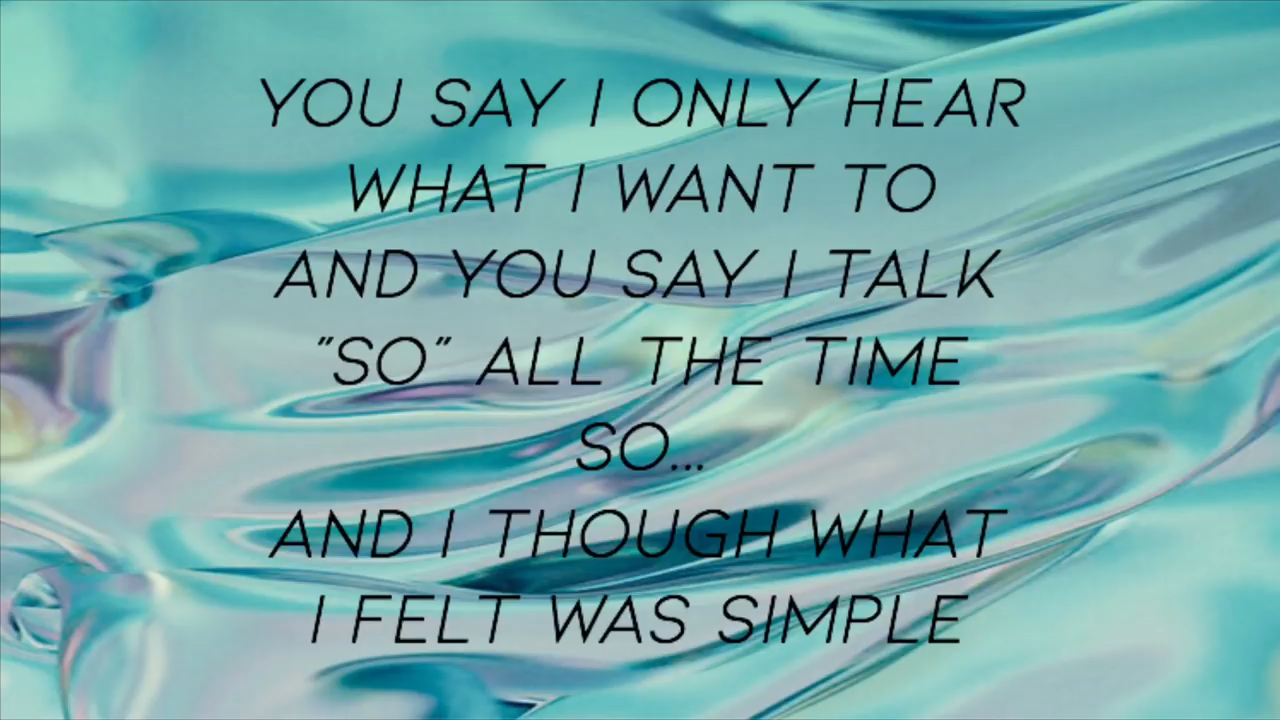 YOU SAY I ONLY HEAR
WHAT I WANT TO
AND YOU SAY I TALK
"SO" ALL THE TIME
SO...
AND I THOUGH WHAT
I FELT WAS SIMPLE